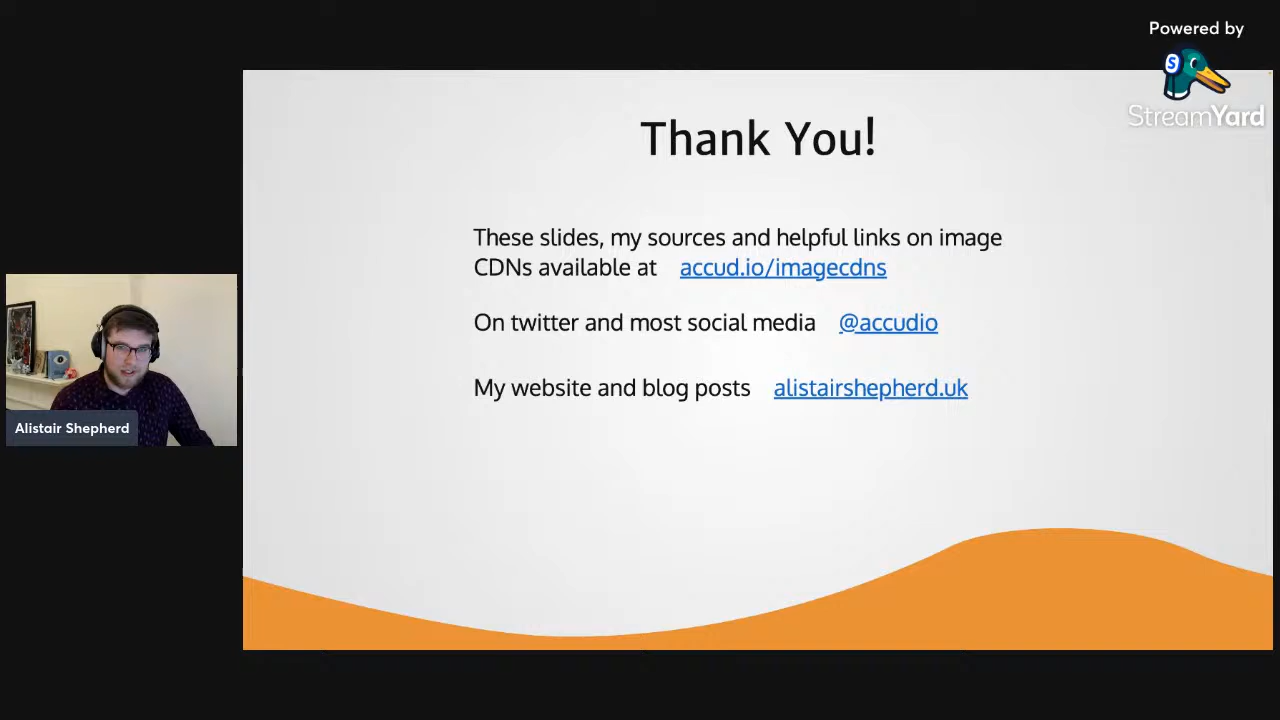 Powered by
StreamYard
Thank You!
These slides, my sources and helpful links on image
CDNs available at accud.io/imagecdns
On twitter and most social media @accudio
My website and blog posts alistairshepherd.uk
Alistair Shepherd